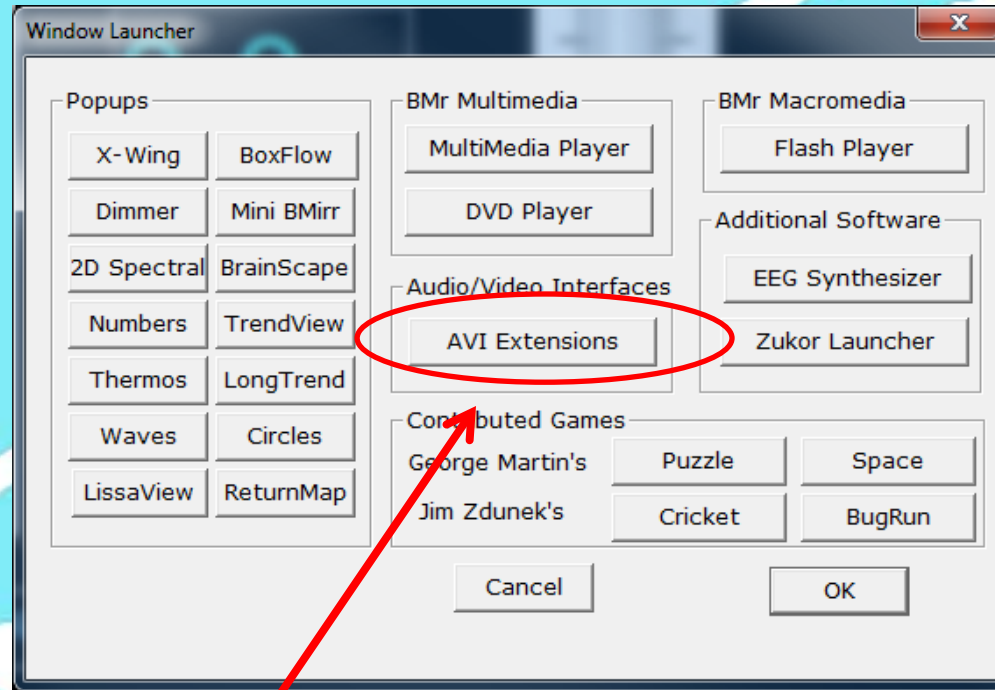 Window Launcher
X
Popups
X-Wing BoxFlow
Dimmer Mini BMirr
2D Spectral BrainScape
Numbers TrendView
Thermos LongTrend
Waves Circles
LissaView ReturnMap
BMr Multimedia
MultiMedia Player
DVD Player
Audio/Video Interfaces
AVI Extensions
BMr Macromedia
Flash Player
Additional Software
EEG Synthesizer
Zukor Launcher
Contributed Games
George Martin's Puzzle Space
Jim Zdunek's Cricket BugRun
Cancel OK